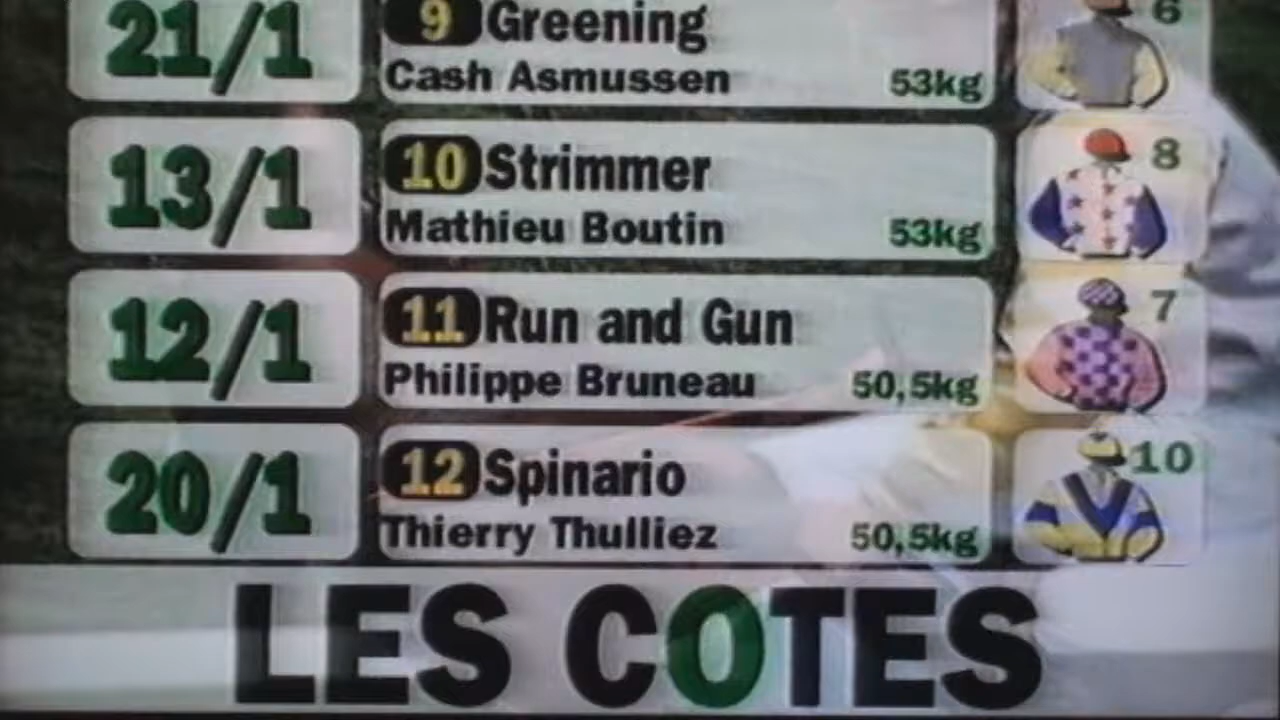 21/1 9 Greening 6
Cash Asmussen 53kg
13/1 10 Strimmer 8
Mathieu Boutin 53kg
12/1 11 Run and Gun 7
Philippe Bruneau 50,5kg
20/1 12 Spinario 10
Thierry Thulliez 50,5kg
LES COTES